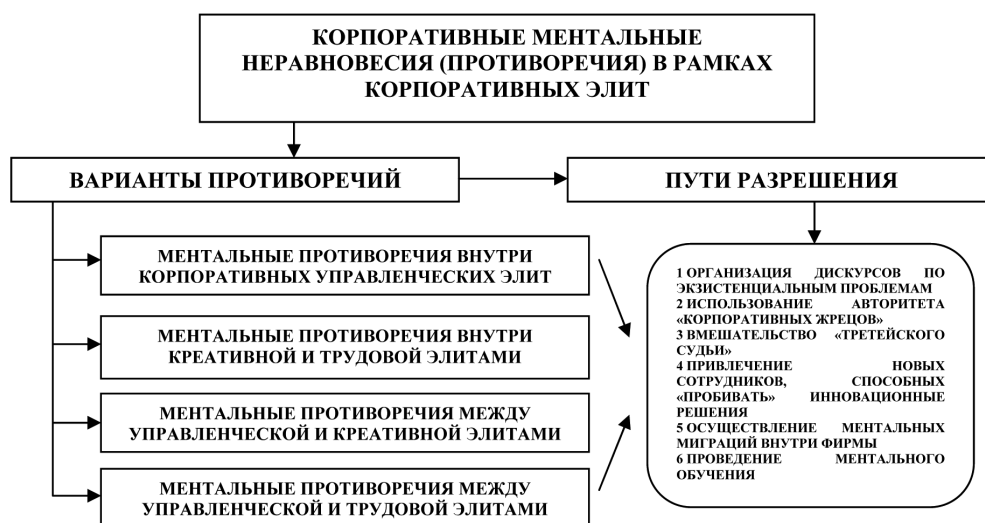 КОРПОРАТИВНЫЕ МЕНТАЛЬНЫЕ
НЕРАВНОВЕСИЯ (ПРОТИВОРЕЧИЯ) В РАМКАХ
КОРПОРАТИВНЫХ ЭЛИТ
ВАРИАНТЫ ПРОТИВОРЕЧИЙ
ПУТИ РАЗРЕШЕНИЯ
МЕНТАЛЬНЫЕ ПРОТИВОРЕЧИЯ ВНУТРИ
КОРПОРАТИВНЫХ УПРАВЛЕНЧЕСКИХ ЭЛИТ
МЕНТАЛЬНЫЕ ПРОТИВОРЕЧИЯ ВНУТРИ
КРЕАТИВНОЙ И ТРУДОВОЙ ЭЛИТАМИ
МЕНТАЛЬНЫЕ ПРОТИВОРЕЧИЯ МЕЖДУ
УПРАВЛЕНЧЕСКОЙ И КРЕАТИВНОЙ ЭЛИТАМИ
МЕНТАЛЬНЫЕ ПРОТИВОРЕЧИЯ МЕЖДУ
УПРАВЛЕНЧЕСКОЙ И ТРУДОВОЙ ЭЛИТАМИ
1 ОРГАНИЗАЦИЯ ДИСКУРСОВ ПО
ЭКЗИСТЕНЦИАЛЬНЫМ ПРОБЛЕМАМ
2 ИСПОЛЬЗОВАНИЕ АВТОРИТЕТА
«КОРПОРАТИВНЫХ ЖРЕЦОВ»
3 ВМЕШАТЕЛЬСТВО «ТРЕТЕЙСКОГО
СУДЬИ»
4 ПРИВЛЕЧЕНИЕ НОВЫХ
СОТРУДНИКОВ, СПОСОБНЫХ
«ПРОБИВАТЬ» ИННОВАЦИОННЫЕ
РЕШЕНИЯ
5 ОСУЩЕСТВЛЕНИЕ МЕНТАЛЬНЫХ
МИГРАЦИЙ ВНУТРИ ФИРМЫ
6 ПРОВЕДЕНИЕ МЕНТАЛЬНОГО
ОБУЧЕНИЯ